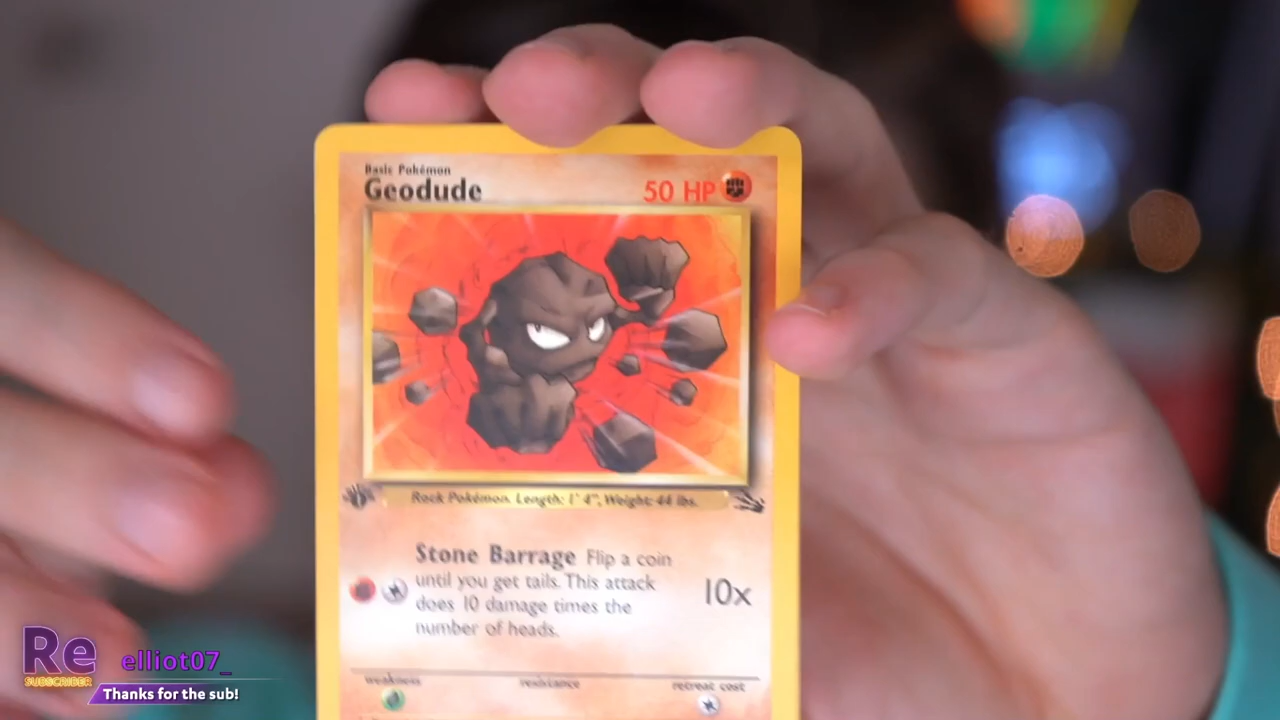 Basic Pokémon
Geodude
50 HP
Rock Pokémon. Length: 1' 4", Weight: 44 lbs.
Stone Barrage Flip a coin
until you get tails. This attack
does 10 damage times the
number of heads.
10x
weakness
resistance
retreat cost
Re
SUBSCRIBER
elliot07_
Thanks for the sub!